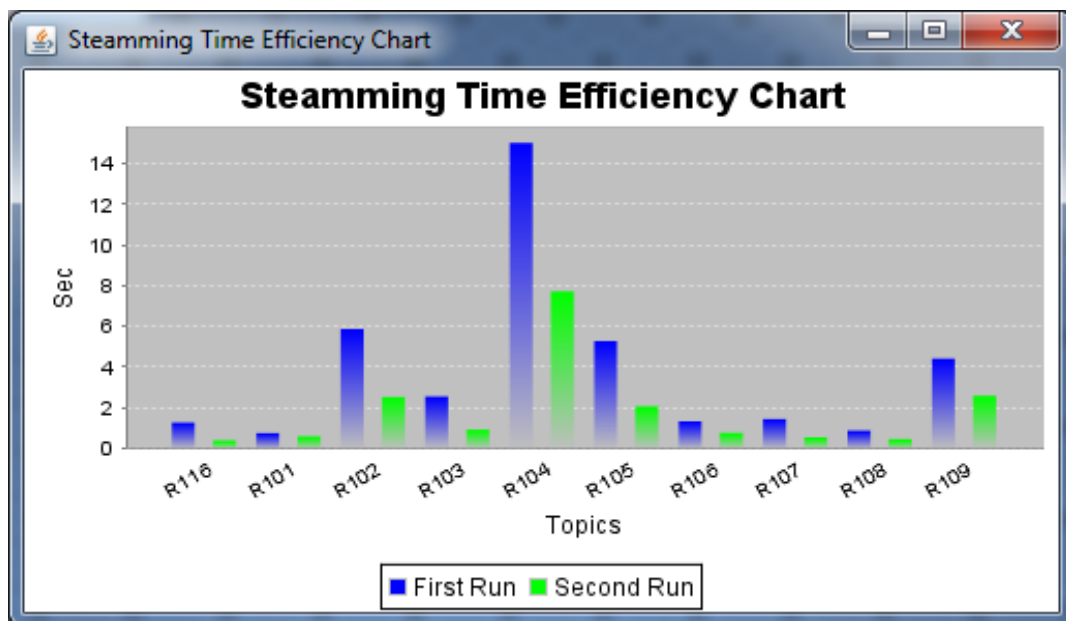 Steamming Time Efficiency Chart
Steamming Time Efficiency Chart
14
12
10
8
6
4
2
0
Sec
R116 R101 R102 R103 R104 R105 R106 R107 R108 R109
Topics
First Run Second Run